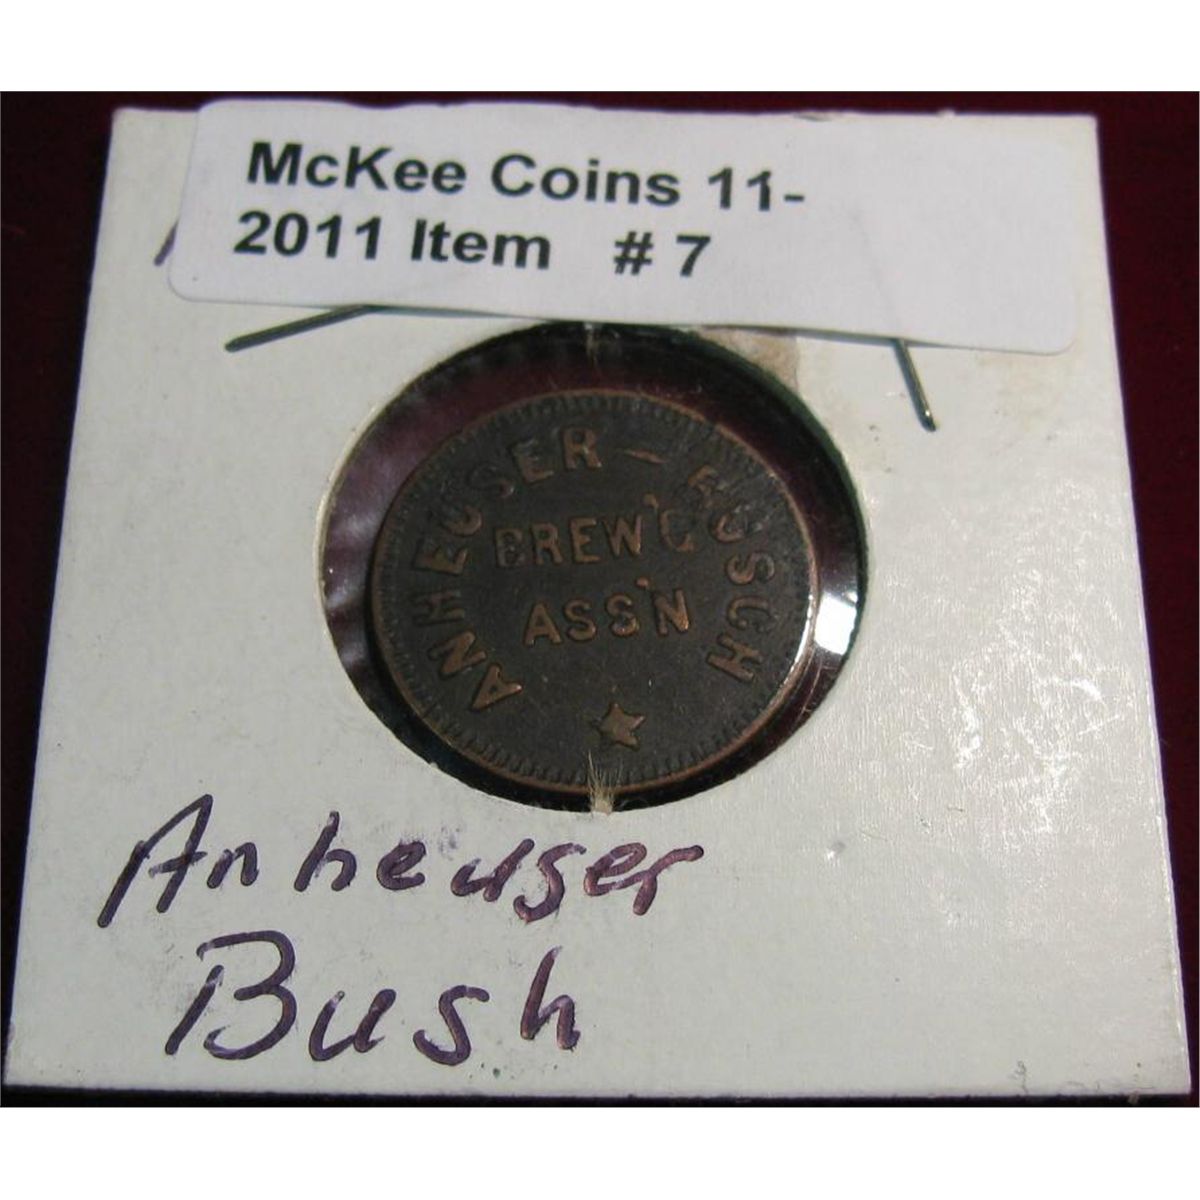 McKee Coins 11-
2011 Item # 7
ANHEUSER-BUSCH
BREW'G
ASS'N
Anheuser
Bush